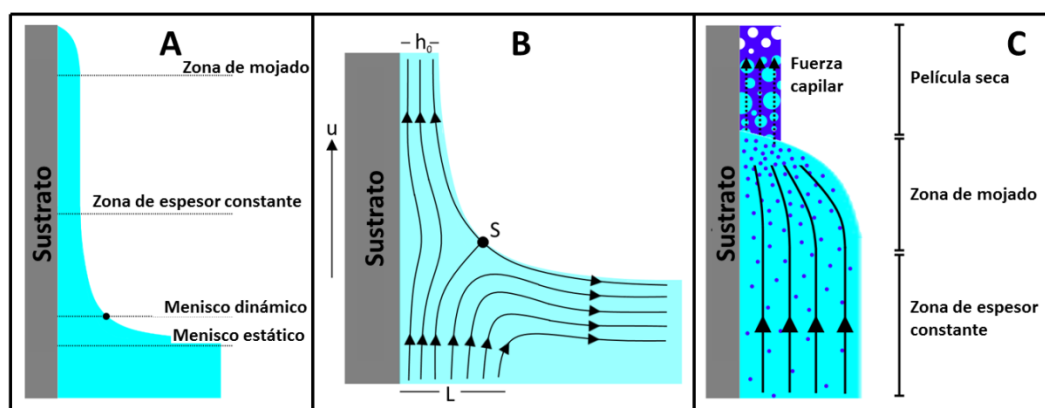 A
Sustrato
Zona de mojado
Zona de espesor constante
Menisco dinámico
Menisco estático
B
h₀
u
Sustrato
S
L
C
Sustrato
Fuerza
capilar
Película seca
Zona de
mojado
Zona de espesor
constante